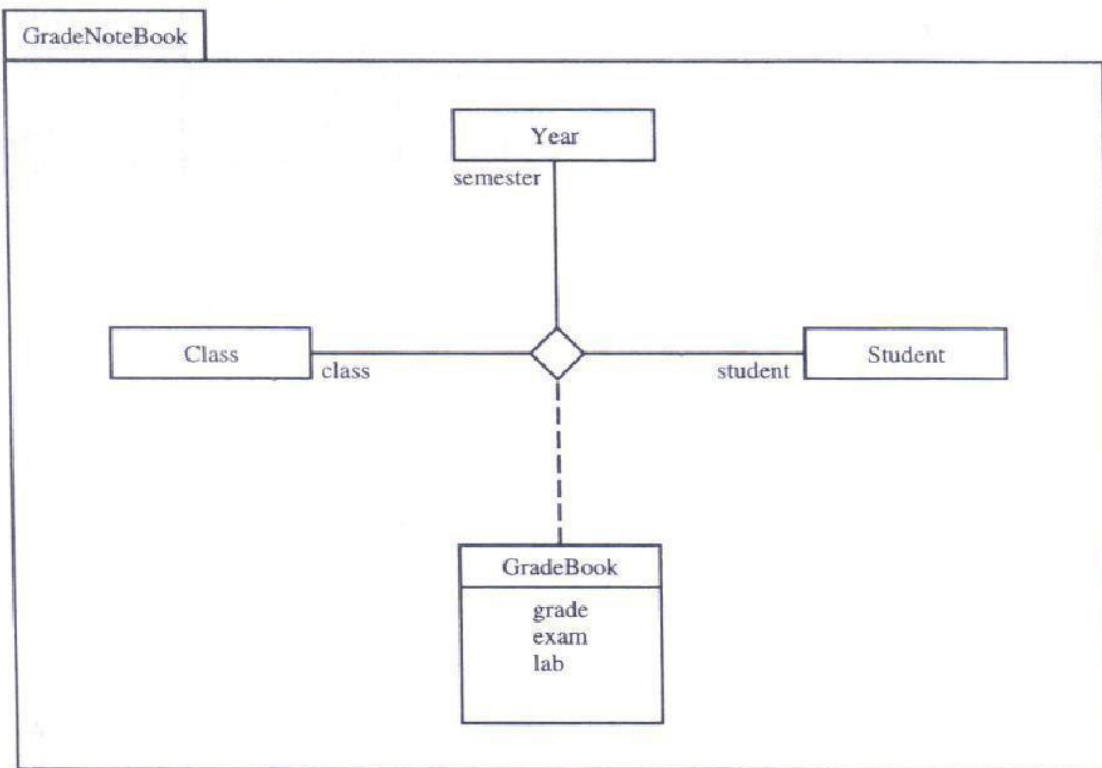 GradeNoteBook
Year
semester
Class
class
student
Student
GradeBook
grade
exam
lab